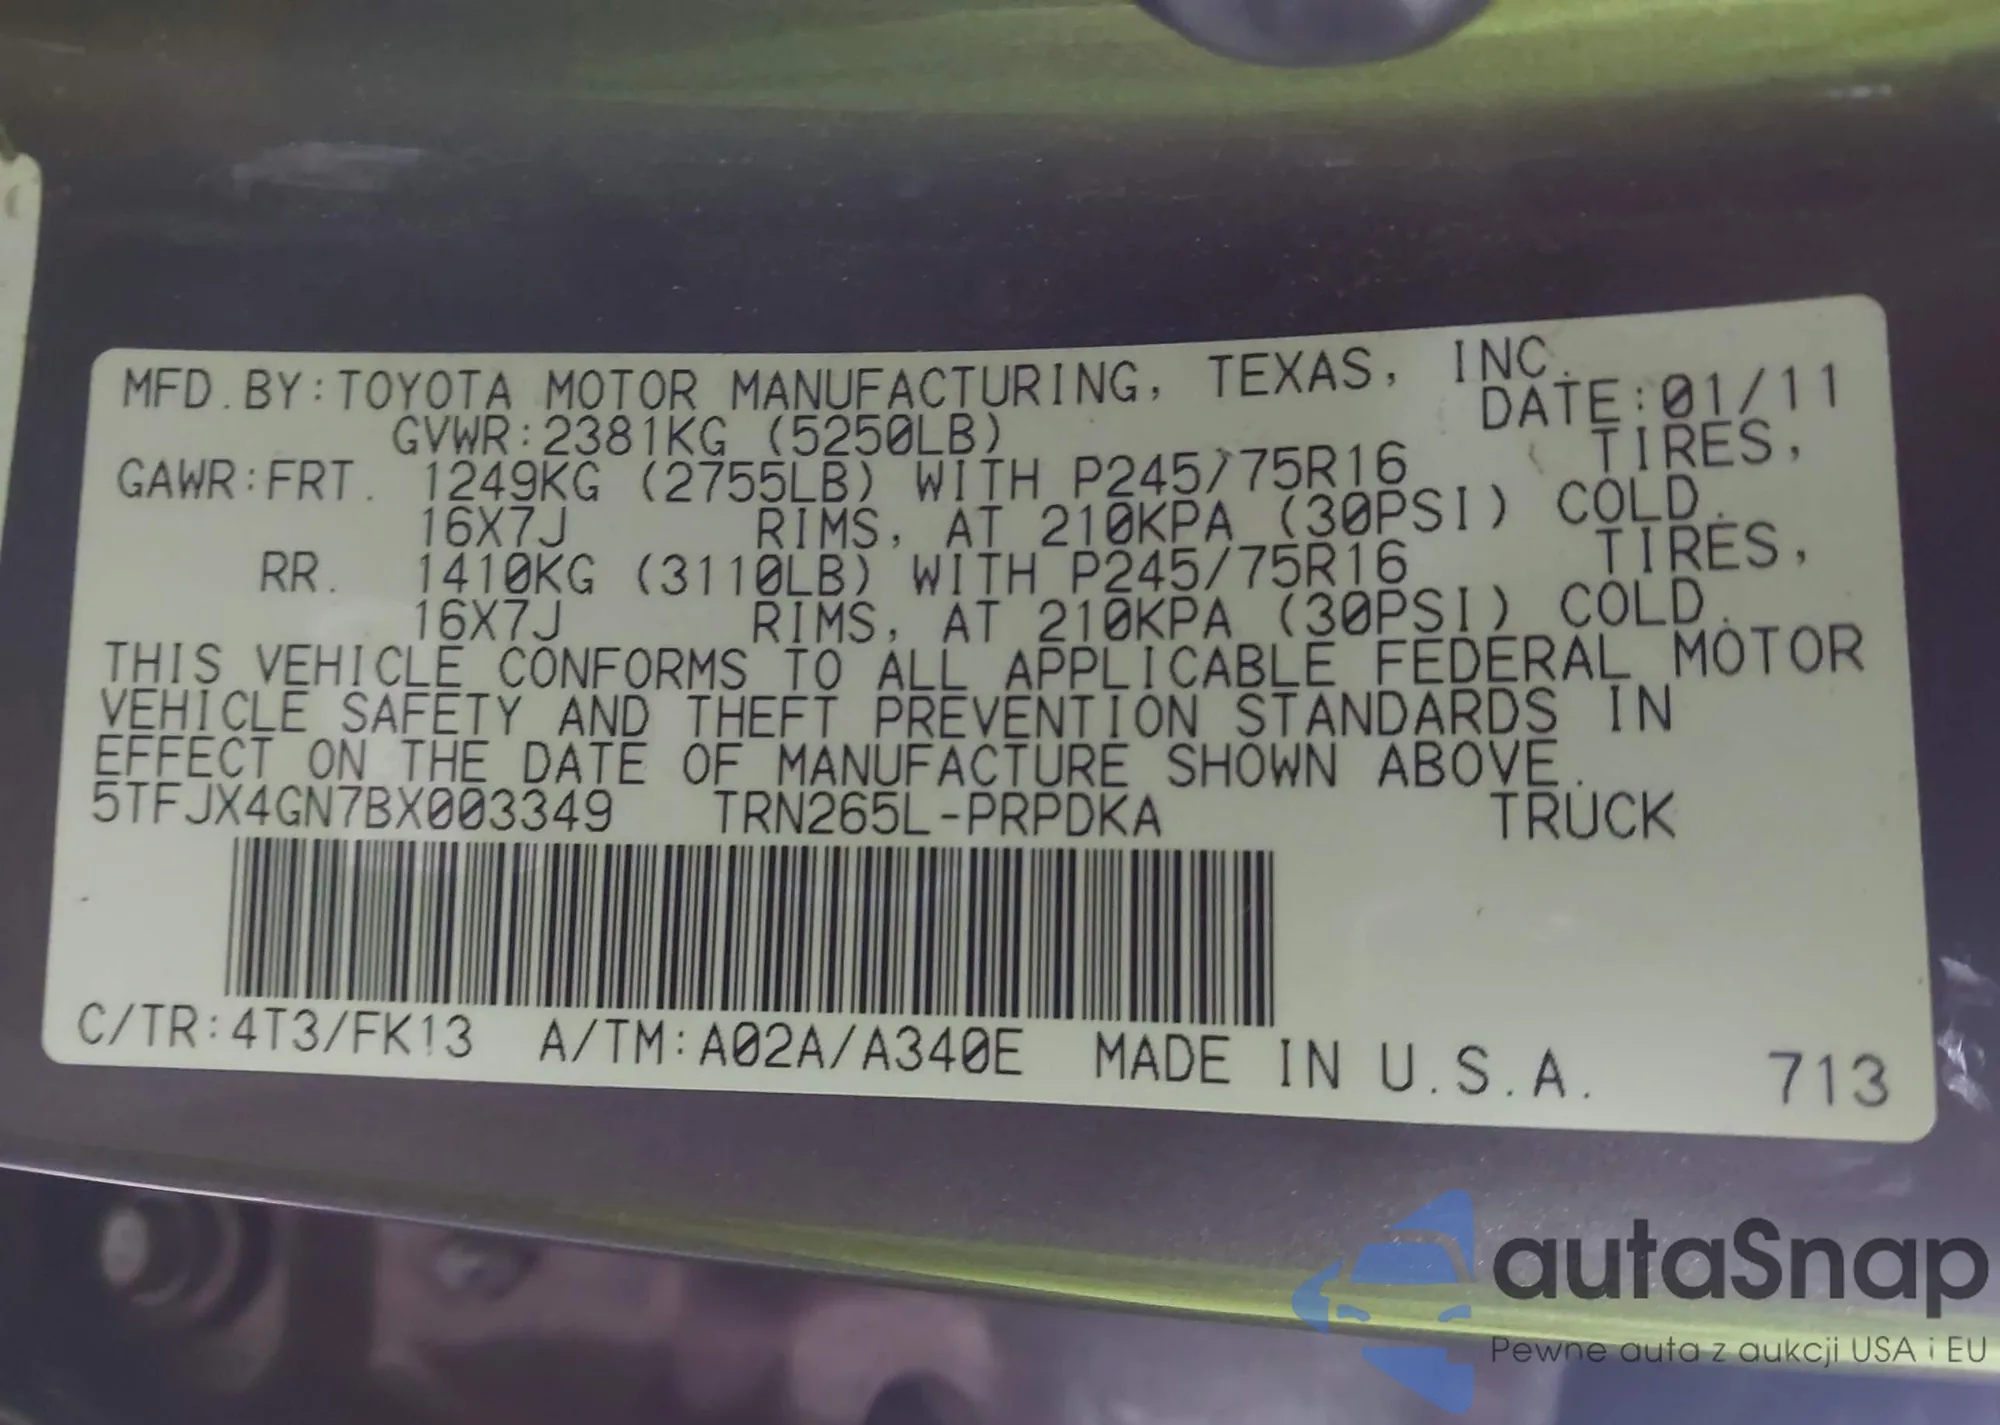 MFD.BY:TOYOTA MOTOR MANUFACTURING, TEXAS, INC.
GVWR:2381KG (5250LB) DATE:01/11
GAWR:FRT. 1249KG (2755LB) WITH P245/75R16 TIRES,
16X7J RIMS, AT 210KPA (30PSI) COLD.
RR. 1410KG (3110LB) WITH P245/75R16 TIRES,
16X7J RIMS, AT 210KPA (30PSI) COLD.
THIS VEHICLE CONFORMS TO ALL APPLICABLE FEDERAL MOTOR
VEHICLE SAFETY AND THEFT PREVENTION STANDARDS IN
EFFECT ON THE DATE OF MANUFACTURE SHOWN ABOVE.
5TFJX4GN7BX003349 TRN265L-PRPDKA TRUCK
C/TR:4T3/FK13 A/TM:A02A/A340E MADE IN U.S.A. 713
autaSnap
Pewne auta z aukcji USA i EU